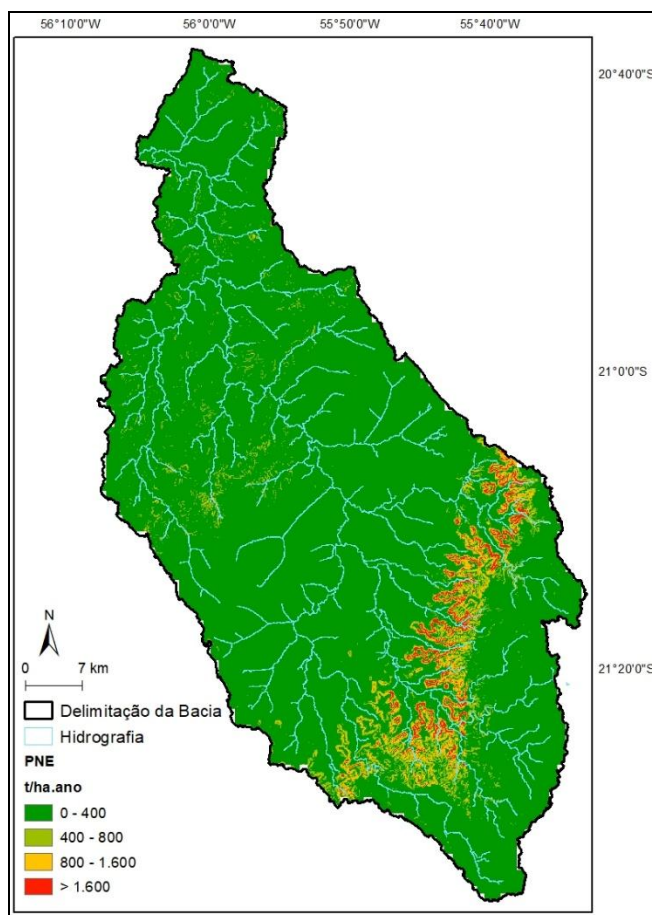 56°10'0"W 56°0'0"W 55°50'0"W 55°40'0"W
20°40'0"S
21°0'0"S
21°20'0"S
N
0 7 km
Delimitação da Bacia
Hidrografia
PNE
t/ha.ano
0 - 400
400 - 800
800 - 1.600
> 1.600